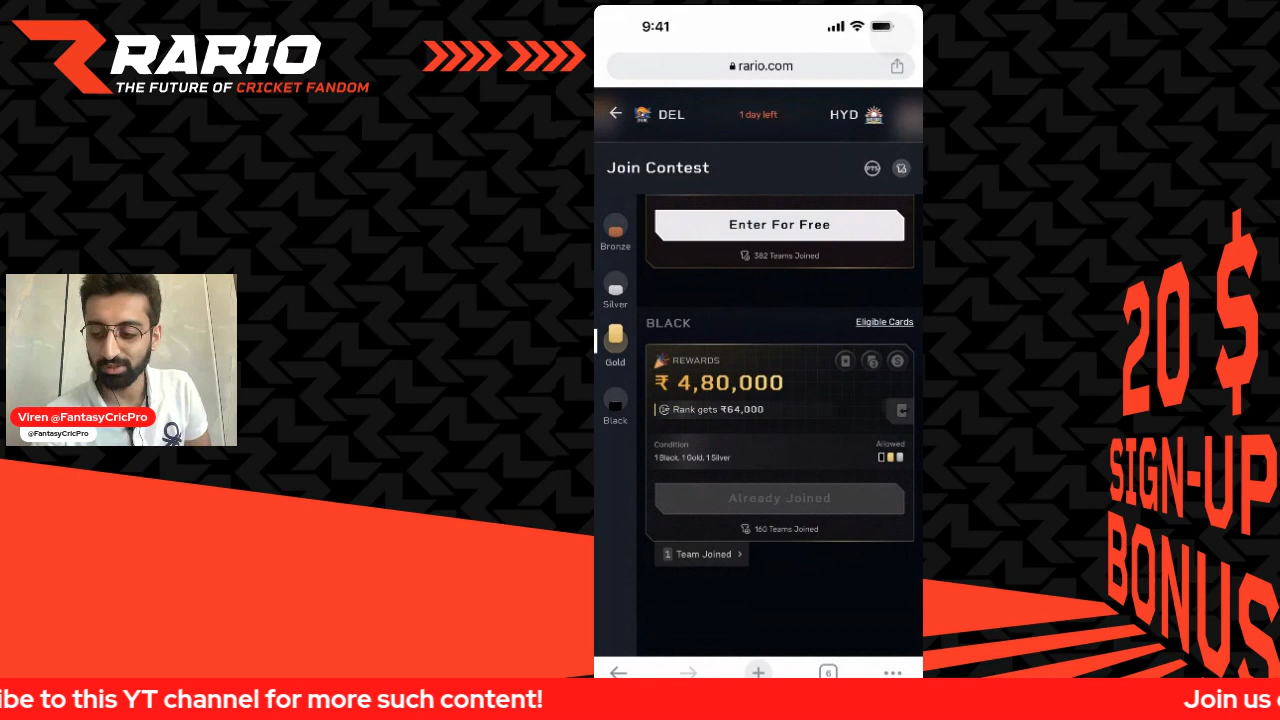 RARIO
THE FUTURE OF CRICKET FANDOM
9:41
rario.com
DEL
1 day left
HYD
Join Contest
PTS
Bronze
Silver
Gold
Black
Enter For Free
382 Teams Joined
BLACK
Eligible Cards
REWARDS
₹ 4,80,000
Rank gets ₹64,000
Condition
1 Black, 1 Gold, 1 Silver
Allowed
Already Joined
160 Teams Joined
1 Team Joined >
6
Viren @FantasyCricPro
@FantasyCricPro
20 $
SIGN-UP
BONUS
ibe to this YT channel for more such content!
Join us